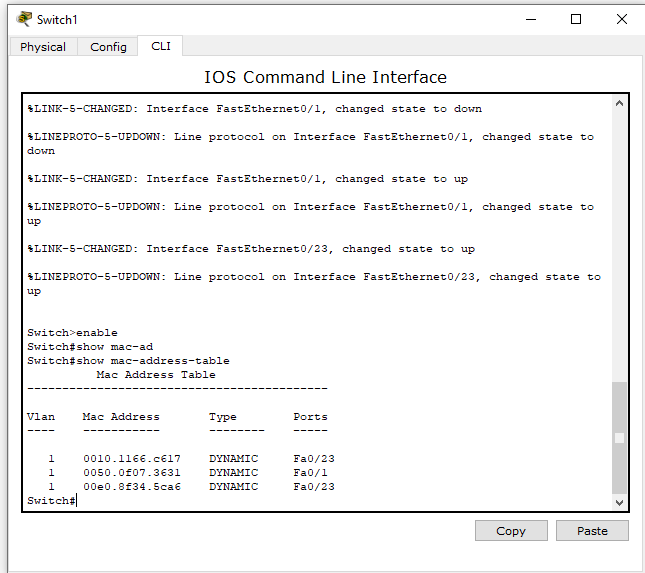 Switch1
Physical Config CLI
IOS Command Line Interface
%LINK-5-CHANGED: Interface FastEthernet0/1, changed state to down
%LINEPROTO-5-UPDOWN: Line protocol on Interface FastEthernet0/1, changed state to
down
%LINK-5-CHANGED: Interface FastEthernet0/1, changed state to up
%LINEPROTO-5-UPDOWN: Line protocol on Interface FastEthernet0/1, changed state to
up
%LINK-5-CHANGED: Interface FastEthernet0/23, changed state to up
%LINEPROTO-5-UPDOWN: Line protocol on Interface FastEthernet0/23, changed state to
up
Switch>enable
Switch#show mac-ad
Switch#show mac-address-table
Mac Address Table
-------------------------------------------
Vlan Mac Address Type Ports
---- ----------- -------- -----
1 0010.1166.c617 DYNAMIC Fa0/23
1 0050.0f07.3631 DYNAMIC Fa0/1
1 00e0.8f34.5ca6 DYNAMIC Fa0/23
Switch#
Copy Paste